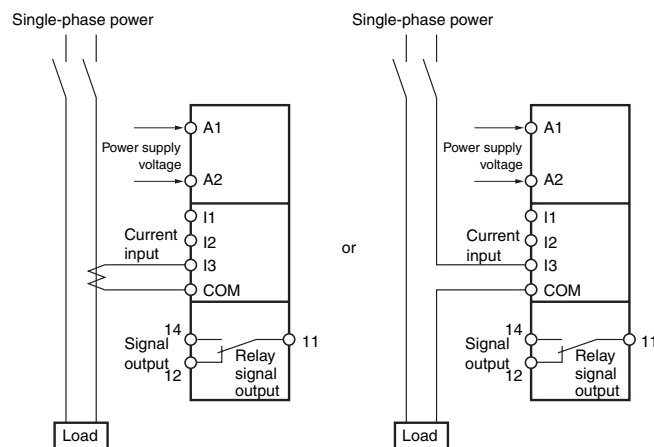 Single-phase power
A1
Power supply
voltage
A2
I1
Current
input
I2
I3
COM
14
Signal
output
12
11
Relay
signal
output
Load
or
Single-phase power
A1
Power supply
voltage
A2
I1
Current
input
I2
I3
COM
14
Signal
output
12
11
Relay
signal
output
Load